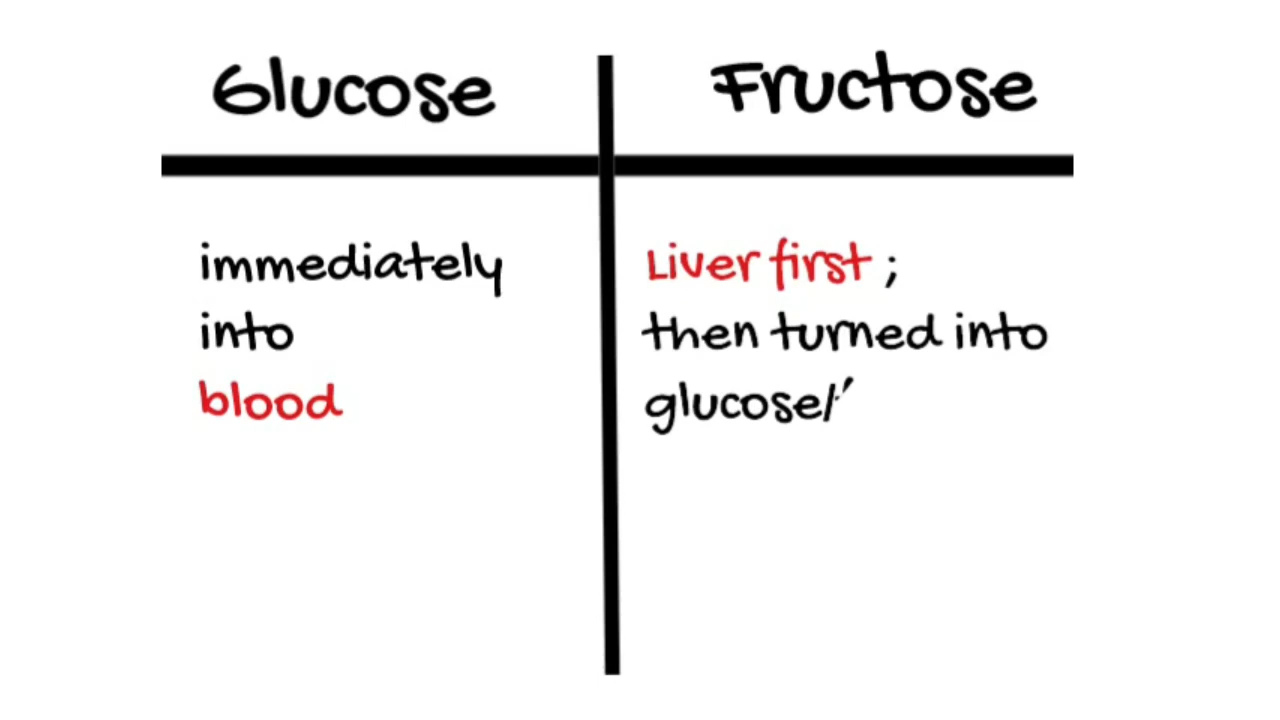 Glucose
Fructose
immediately
into
blood
Liver first ;
then turned into
glucose/